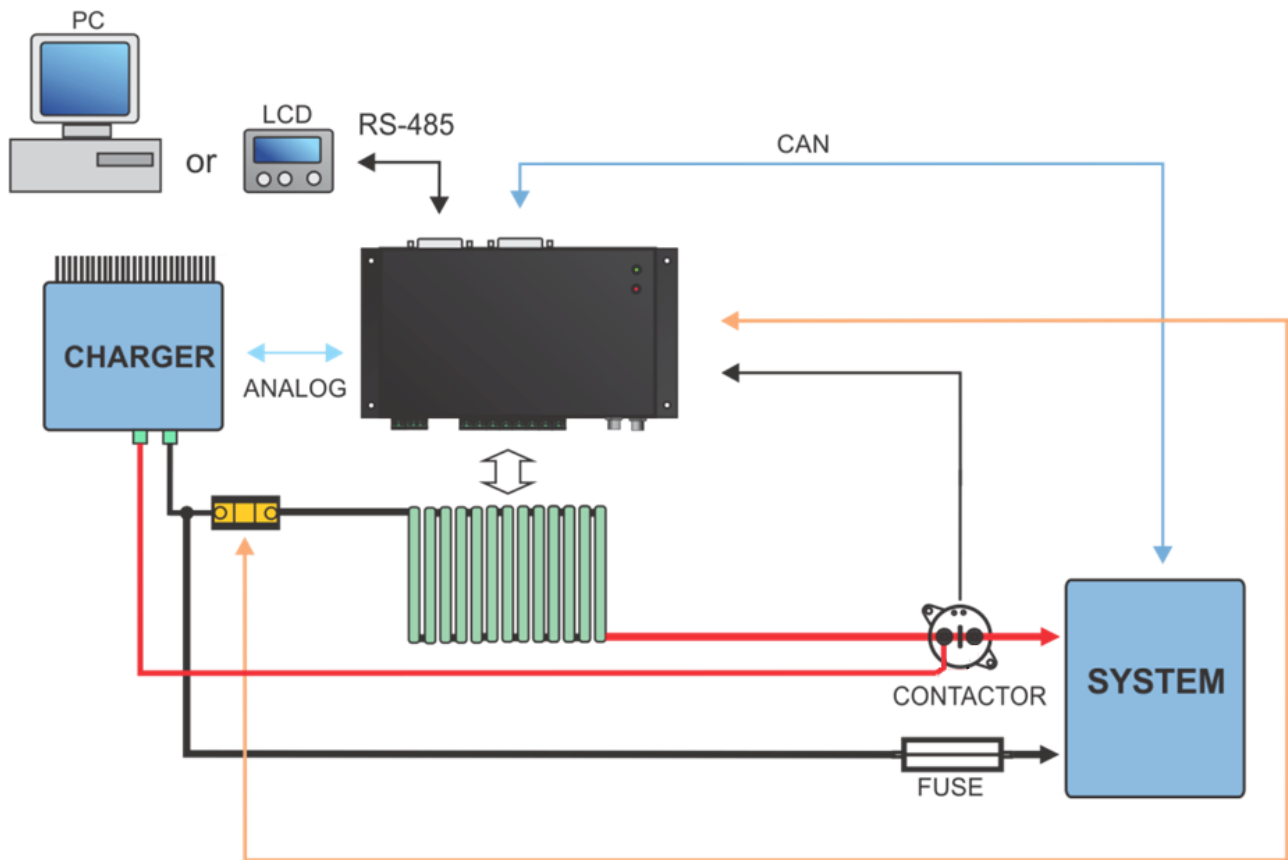 PC
LCD
or
RS-485
CAN
CHARGER
ANALOG
CONTACTOR
SYSTEM
FUSE